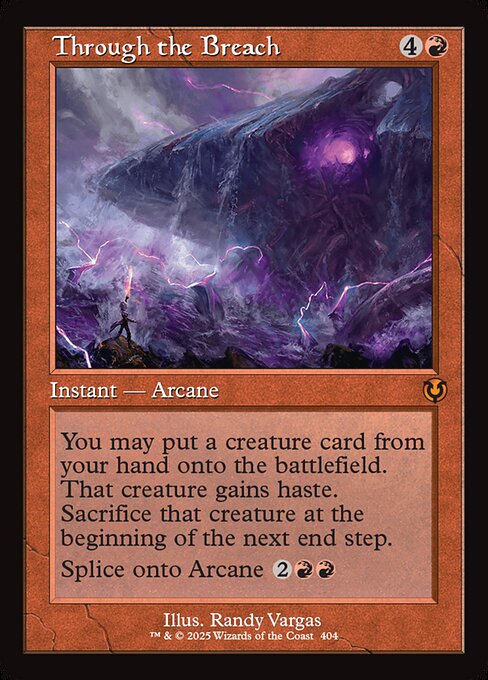 Through the Breach 4
Instant — Arcane
You may put a creature card from
your hand onto the battlefield.
That creature gains haste.
Sacrifice that creature at the
beginning of the next end step.
Splice onto Arcane 2
Illus. Randy Vargas
™ & © 2025 Wizards of the Coast 404